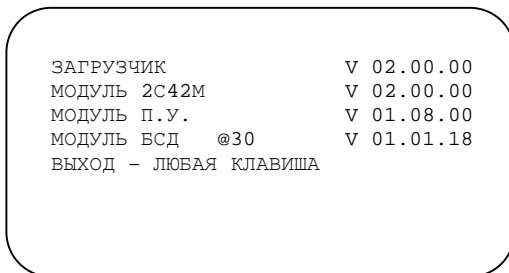 ЗАГРУЗЧИК V 02.00.00
МОДУЛЬ 2С42М V 02.00.00
МОДУЛЬ П.У. V 01.08.00
МОДУЛЬ БСД @30 V 01.01.18
ВЫХОД – ЛЮБАЯ КЛАВИША